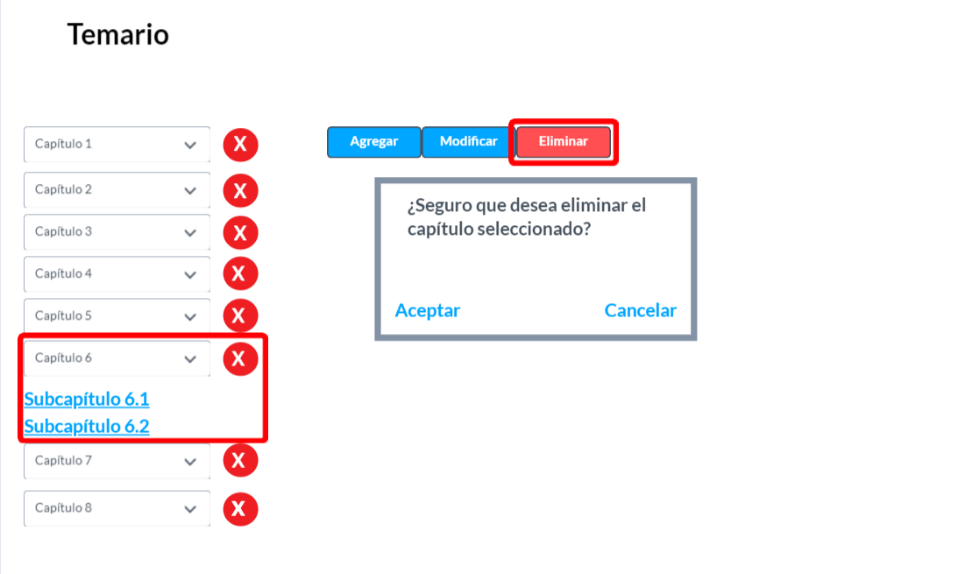 Temario
Capítulo 1
X
Agregar
Modificar
Eliminar
Capítulo 2
X
¿Seguro que desea eliminar el
capítulo seleccionado?
Capítulo 3
X
Capítulo 4
X
Capítulo 5
X
Aceptar
Cancelar
Capítulo 6
X
Subcapítulo 6.1
Subcapítulo 6.2
Capítulo 7
X
Capítulo 8
X